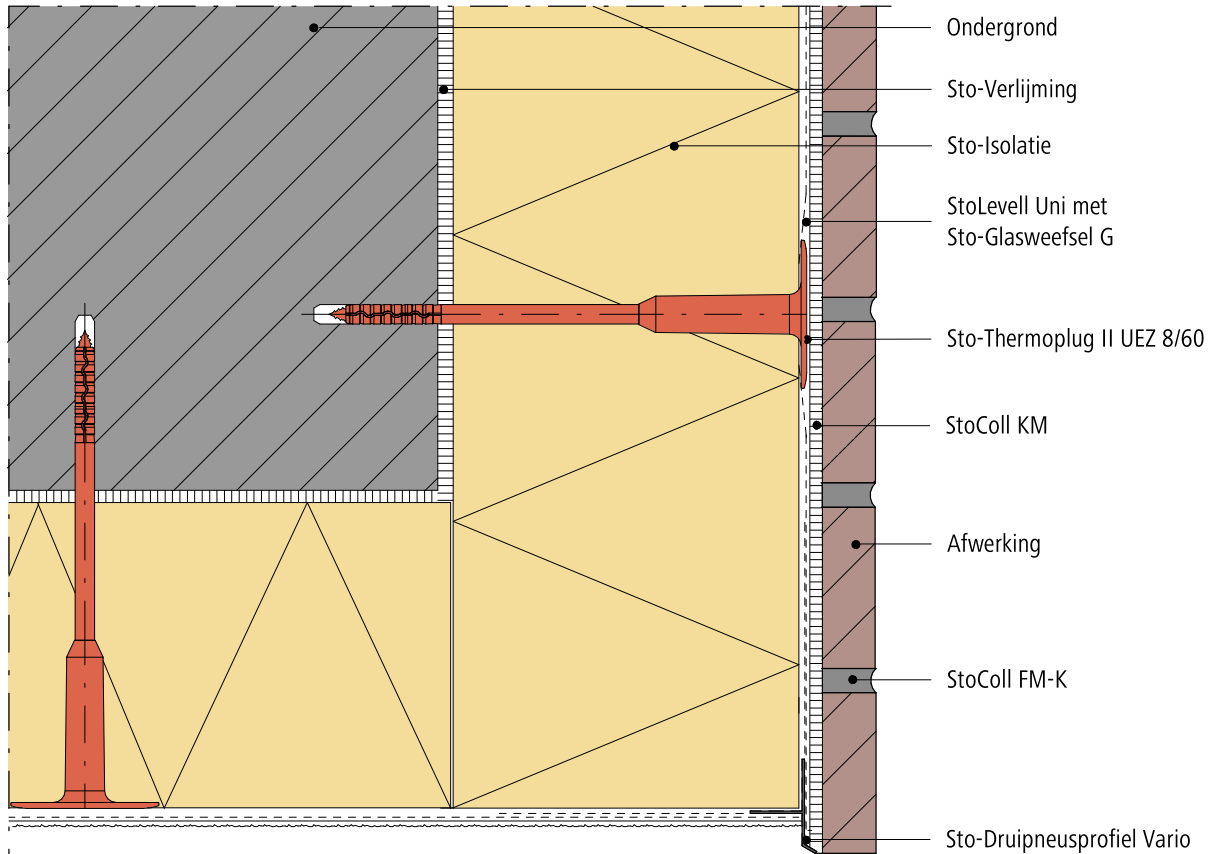 Ondergrond
Sto-Verlijming
Sto-Isolatie
StoLevell Uni met
Sto-Glasweefsel G
Sto-Thermoplug II UEZ 8/60
StoColl KM
Afwerking
StoColl FM-K
Sto-Druipneusprofiel Vario